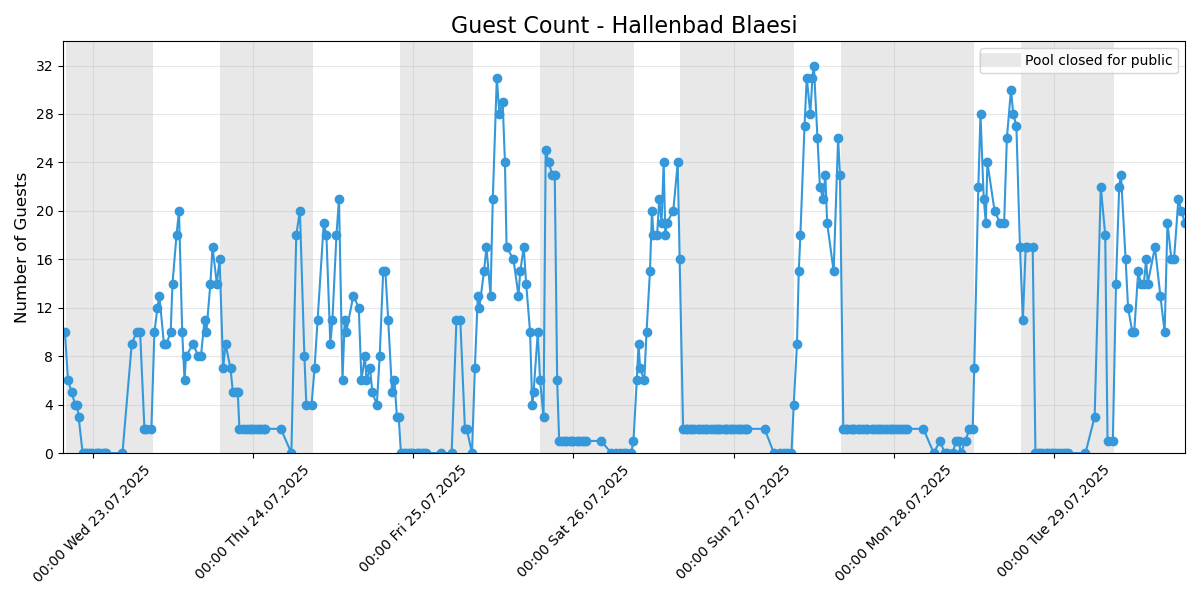 Guest Count - Hallenbad Blaesi
Pool closed for public
Number of Guests
32
28
24
20
16
12
8
4
0
00:00 Wed 23.07.2025
00:00 Thu 24.07.2025
00:00 Fri 25.07.2025
00:00 Sat 26.07.2025
00:00 Sun 27.07.2025
00:00 Mon 28.07.2025
00:00 Tue 29.07.2025